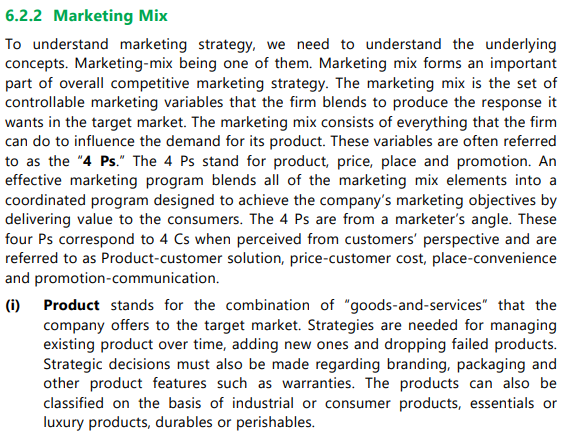 6.2.2 Marketing Mix
To understand marketing strategy, we need to understand the underlying
concepts. Marketing-mix being one of them. Marketing mix forms an important
part of overall competitive marketing strategy. The marketing mix is the set of
controllable marketing variables that the firm blends to produce the response it
wants in the target market. The marketing mix consists of everything that the firm
can do to influence the demand for its product. These variables are often referred
to as the “4 Ps.” The 4 Ps stand for product, price, place and promotion. An
effective marketing program blends all of the marketing mix elements into a
coordinated program designed to achieve the company’s marketing objectives by
delivering value to the consumers. The 4 Ps are from a marketer’s angle. These
four Ps correspond to 4 Cs when perceived from customers’ perspective and are
referred to as Product-customer solution, price-customer cost, place-convenience
and promotion-communication.
(i) Product stands for the combination of “goods-and-services” that the
company offers to the target market. Strategies are needed for managing
existing product over time, adding new ones and dropping failed products.
Strategic decisions must also be made regarding branding, packaging and
other product features such as warranties. The products can also be
classified on the basis of industrial or consumer products, essentials or
luxury products, durables or perishables.